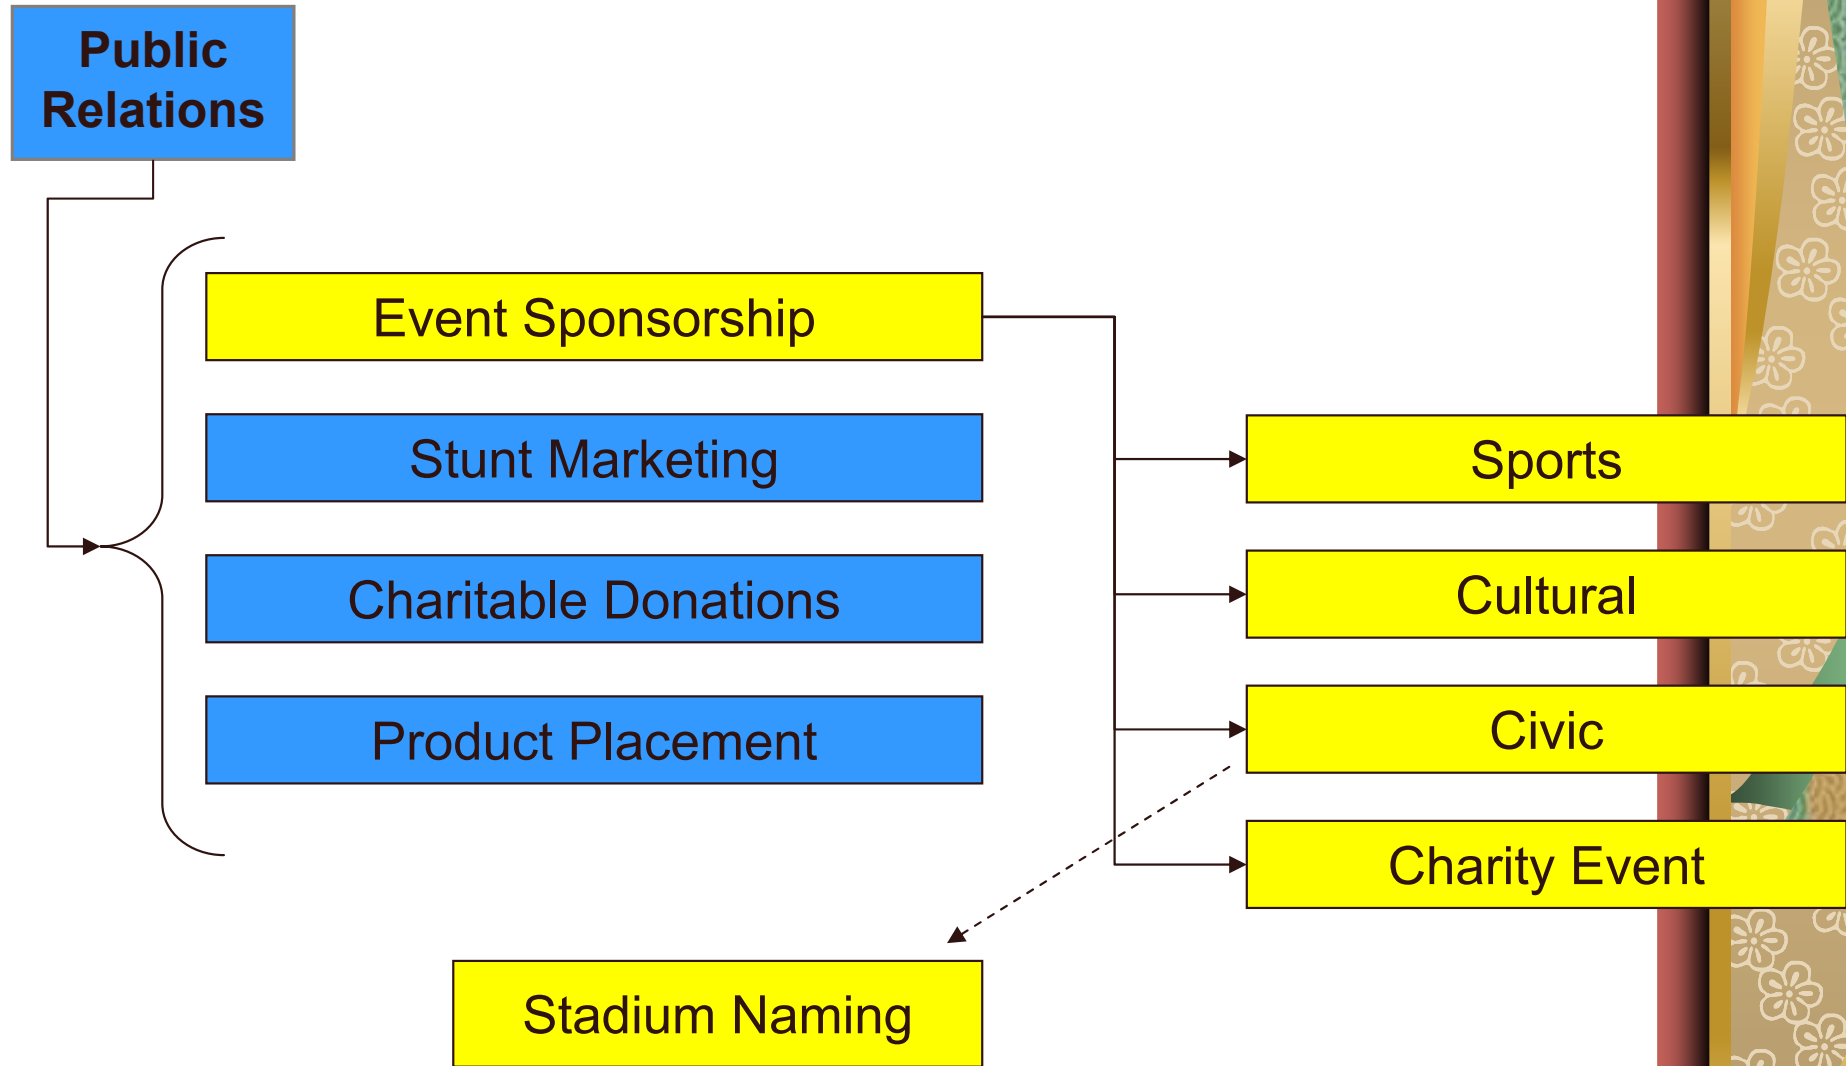 Public
Relations
Event Sponsorship
Stunt Marketing
Charitable Donations
Product Placement
Sports
Cultural
Civic
Charity Event
Stadium Naming